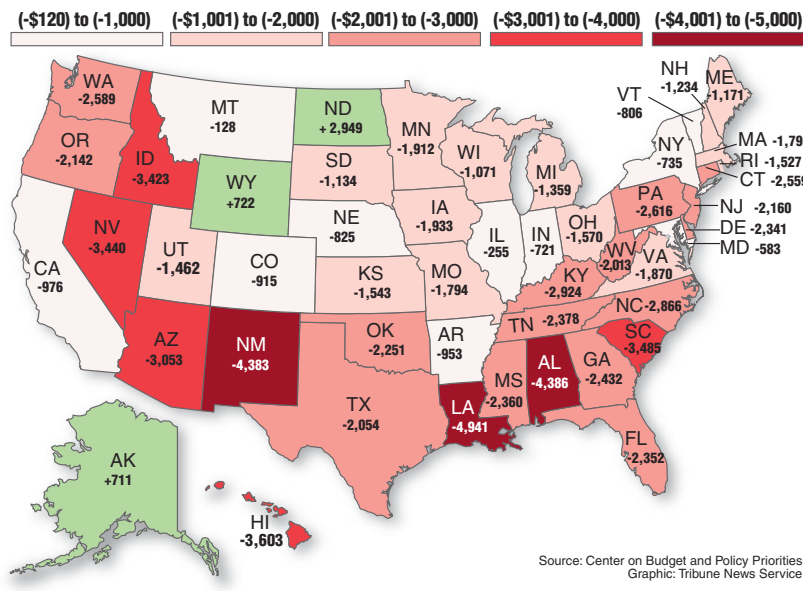 (-$120) to (-1,000) (-$1,001) to (-2,000) (-$2,001) to (-3,000) (-$3,001) to (-4,000) (-$4,001) to (-5,000)
WA
-2,589
OR
-2,142
ID
-3,423
MT
-128
ND
+ 2,949
MN
-1,912
SD
-1,134
WY
+722
WI
-1,071
MI
-1,359
NH
-1,234
VT
-806
ME
-1,171
NY
-735
MA -1,79
RI -1,527
CT -2,559
PA
-2,616
NJ -2,160
DE -2,341
MD -583
NV
-3,440
CA
-976
UT
-1,462
CO
-915
NE
-825
IA
-1,933
IL
-255
IN
-721
OH
-1,570
WV
-2,013
VA
-1,870
KS
-1,543
MO
-1,794
KY
-2,924
NC -2,866
TN -2,378
SC
-3,485
AZ
-3,053
NM
-4,383
OK
-2,251
AR
-953
MS
-2,360
AL
-4,386
GA
-2,432
TX
-2,054
LA
-4,941
FL
-2,352
AK
+711
HI
-3,603
Source: Center on Budget and Policy Priorities
Graphic: Tribune News Service